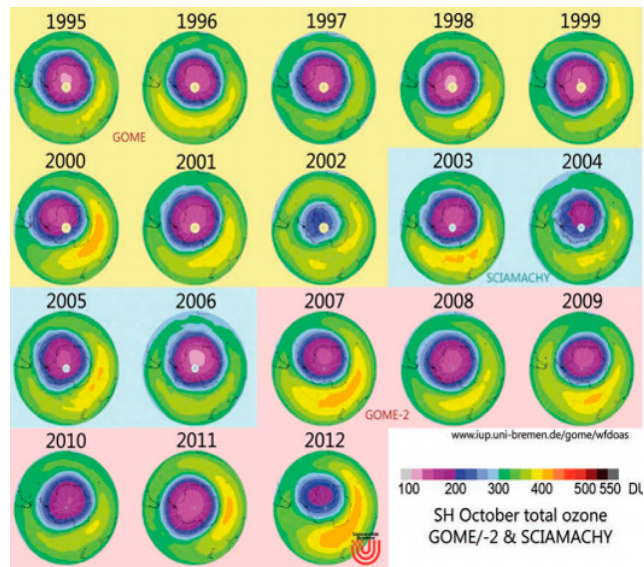 1995 1996 1997 1998 1999
GOME
2000 2001 2002 2003 2004
SCIAMACHY
2005 2006 2007 2008 2009
GOME-2
www.iup.uni-bremen.de/gome/wfdoas
2010 2011 2012
100 200 300 400 500 550 DU
SH October total ozone
GOME/-2 & SCIAMACHY